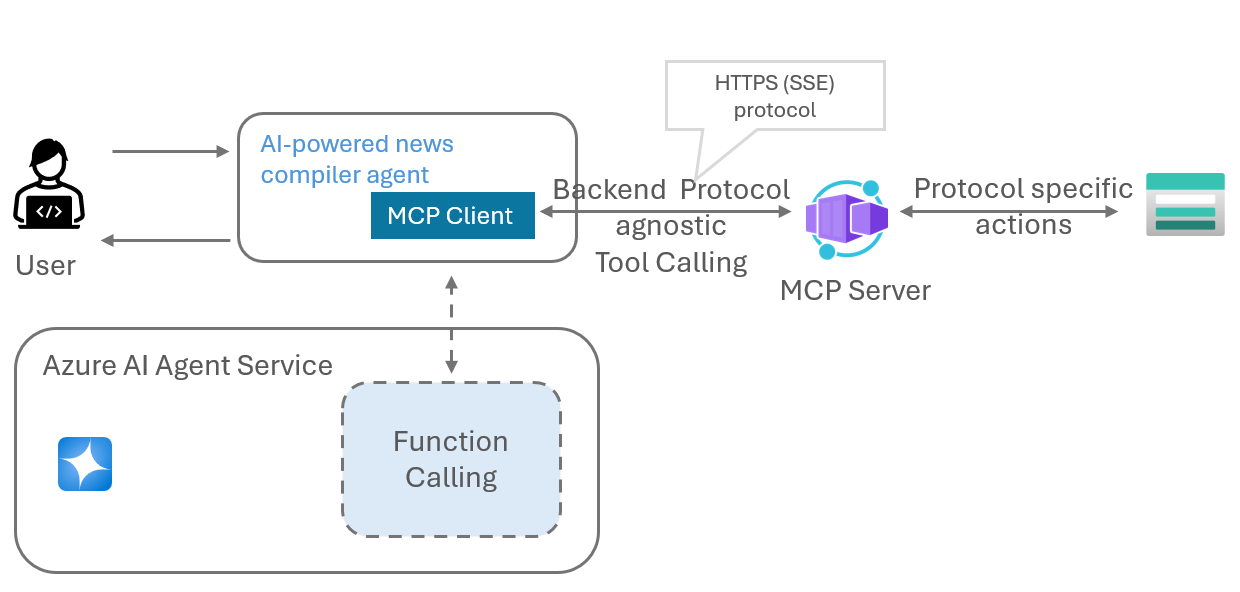 HTTPS (SSE)
protocol
AI-powered news
compiler agent
MCP Client
</>
User
Backend Protocol
agnostic
Tool Calling
MCP Server
Protocol specific
actions
Azure AI Agent Service
Function
Calling